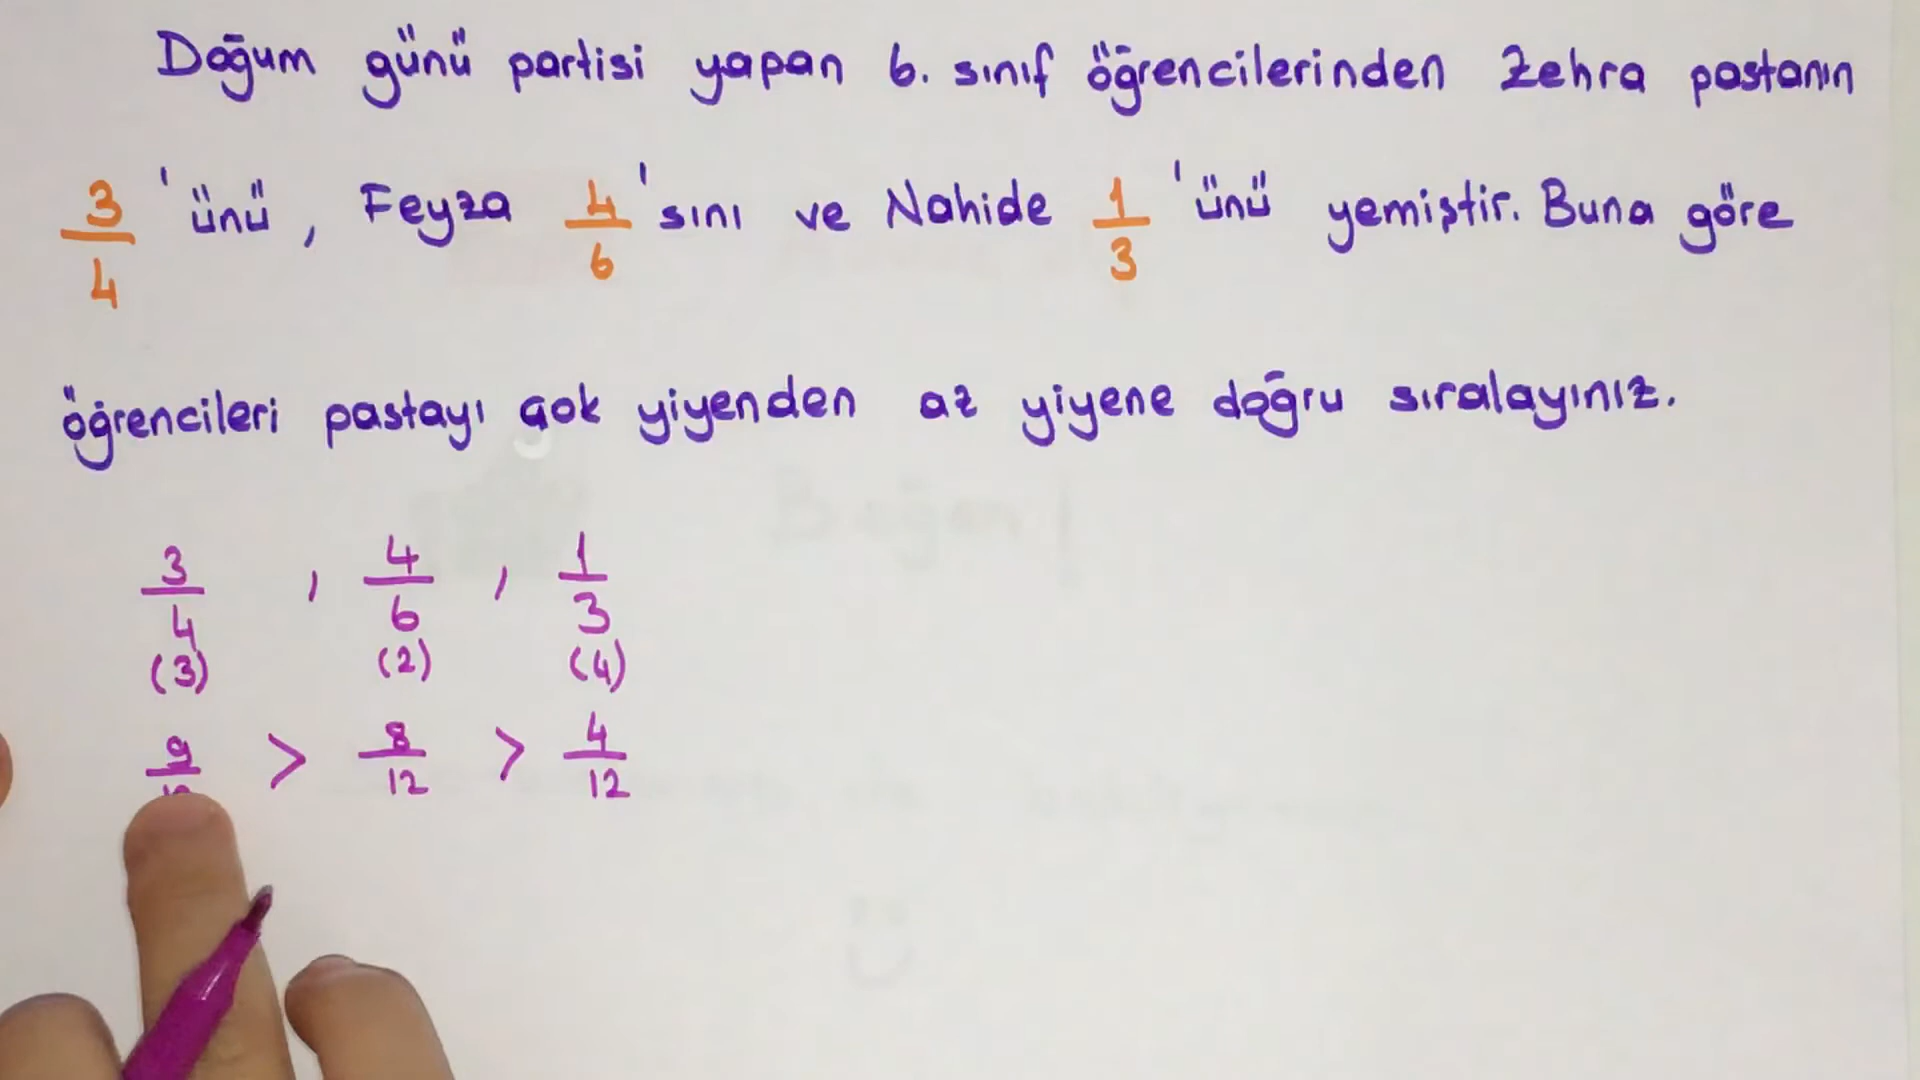 Doğum günü partisi yapan 6. sınıf öğrencilerinden Zehra pastanın
3/4 'ünü, Feyza 4/6 'sını ve Nahide 1/3 'ünü yemiştir. Buna göre
öğrencileri pastayı çok yiyenden az yiyene doğru sıralayınız.
3/4 , 4/6 , 1/3
(3) (2) (4)
9/12 > 8/12 > 4/12